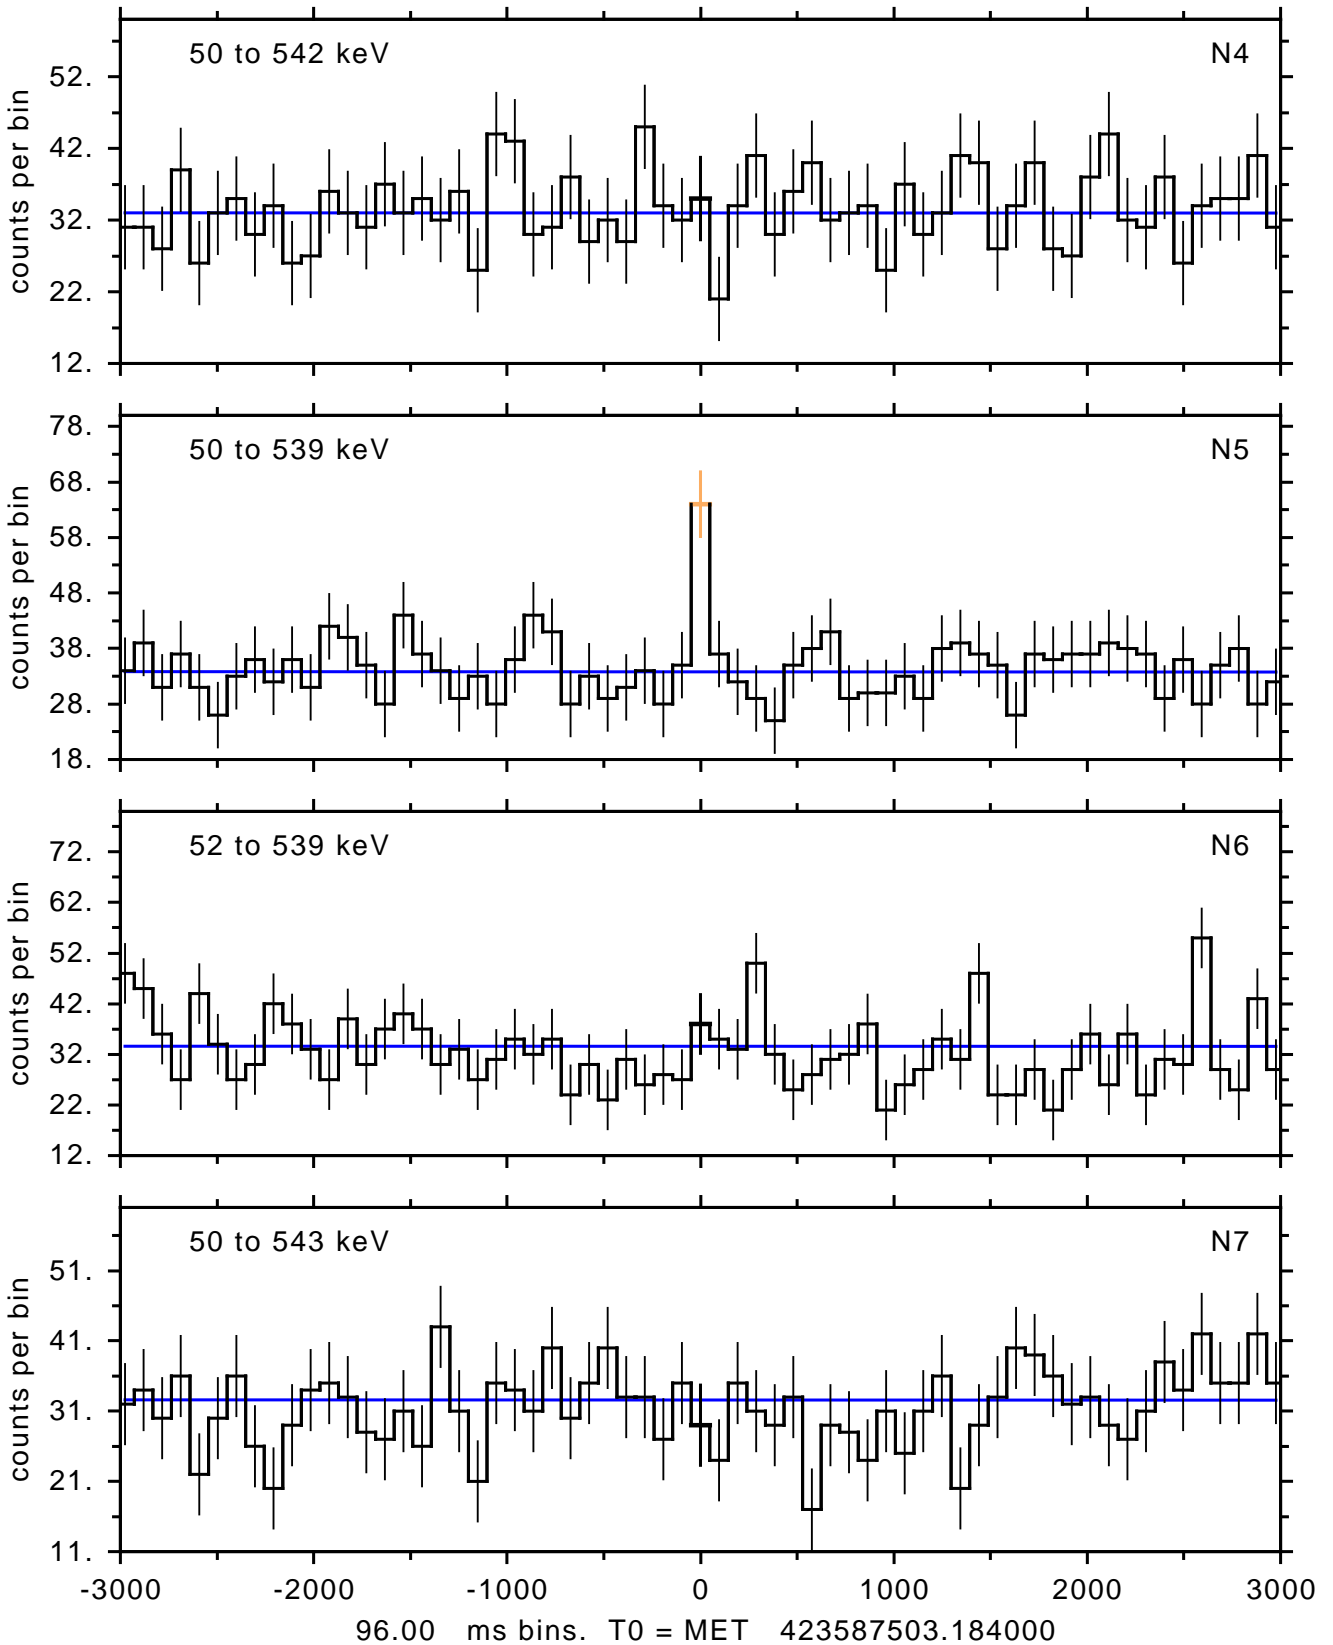 50 to 542 keV N4
counts per bin
52.
42.
32.
22.
12.
50 to 539 keV N5
counts per bin
78.
68.
58.
48.
38.
28.
18.
52 to 539 keV N6
counts per bin
72.
62.
52.
42.
32.
22.
12.
50 to 543 keV N7
counts per bin
51.
41.
31.
21.
11.
-3000 -2000 -1000 0 1000 2000 3000
96.00 ms bins. T0 = MET 423587503.184000